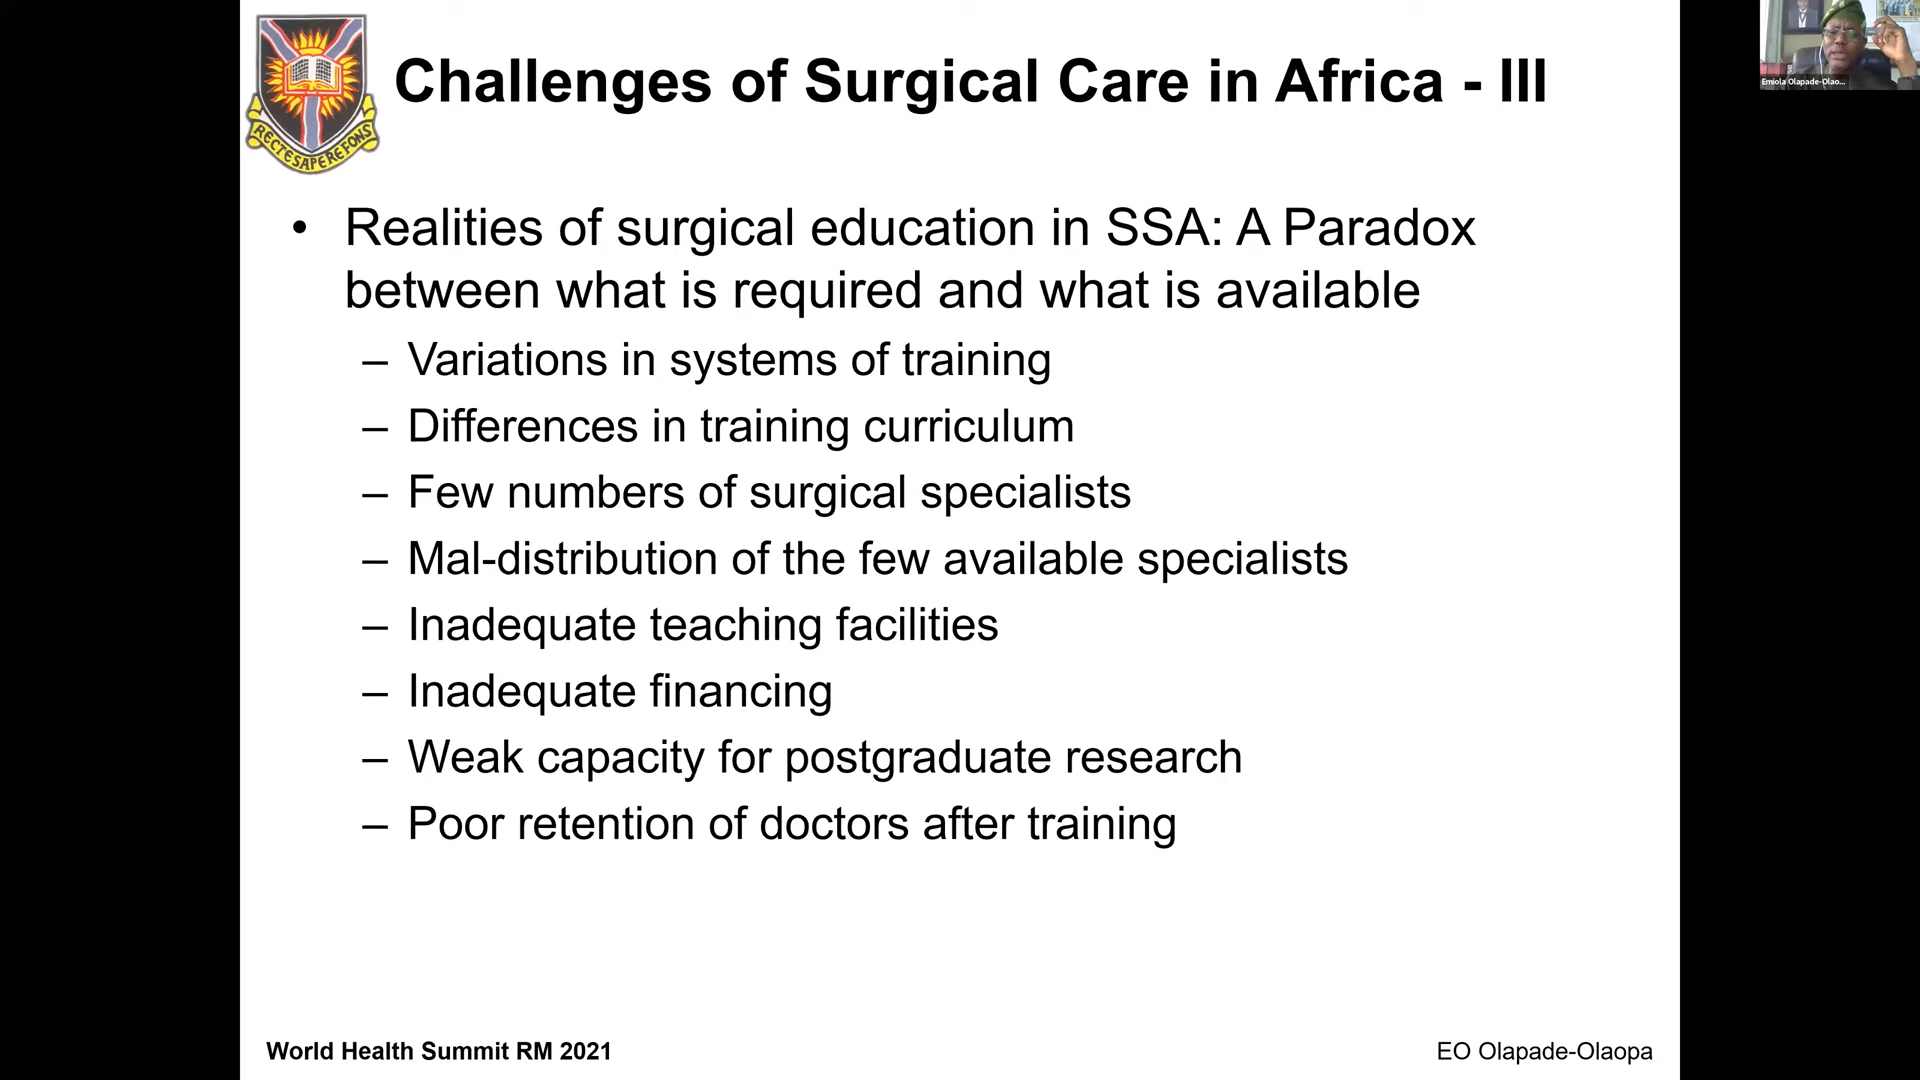 Challenges of Surgical Care in Africa - III
RECTE SAPERE FONS
• Realities of surgical education in SSA: A Paradox
between what is required and what is available
– Variations in systems of training
– Differences in training curriculum
– Few numbers of surgical specialists
– Mal-distribution of the few available specialists
– Inadequate teaching facilities
– Inadequate financing
– Weak capacity for postgraduate research
– Poor retention of doctors after training
World Health Summit RM 2021
EO Olapade-Olaopa
Emiola Olapade-Olao...